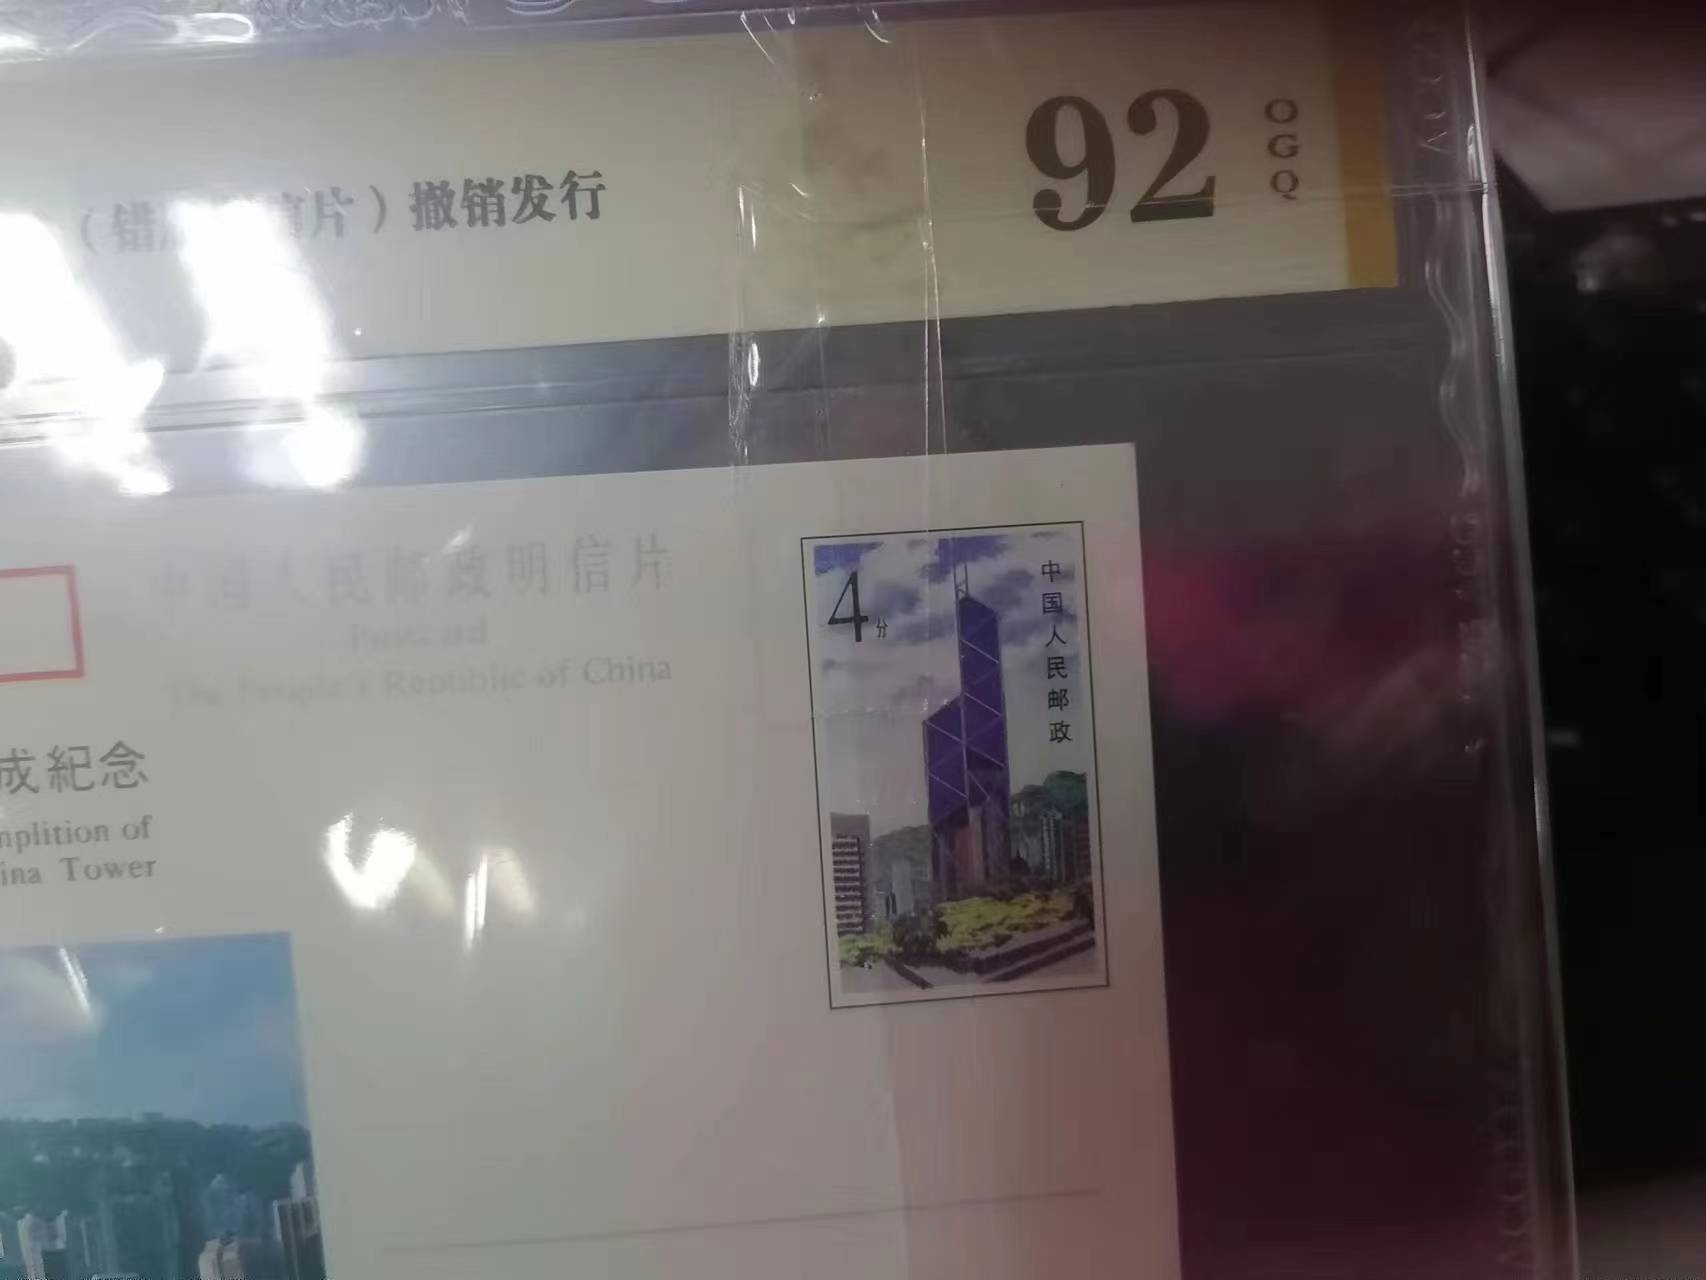 92
OGQ
（错片）撤销发行
中国人民邮政明信片
Postcard
The People's Republic of China
4分
中国人民邮政
成紀念
mplition of
ina Tower